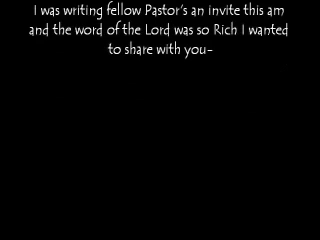 I was writing fellow Pastor's an invite this am
and the word of the Lord was so Rich I wanted
to share with you-